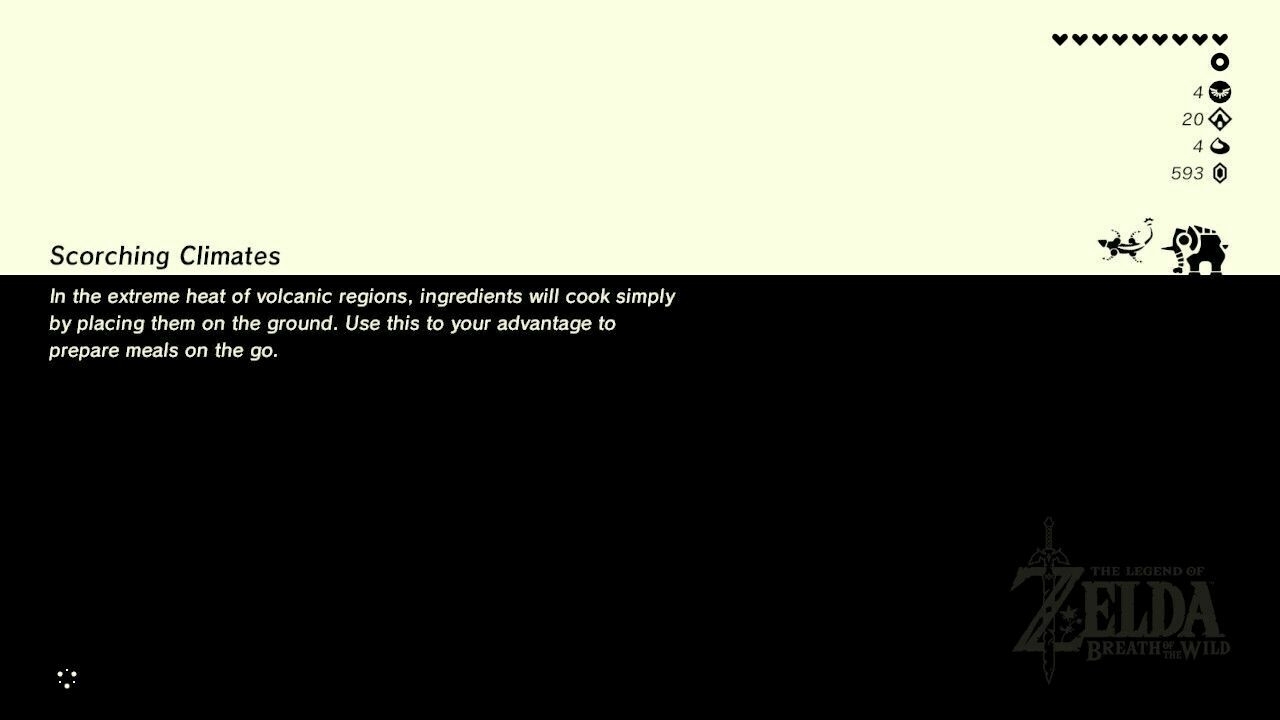 4
20
4
593
Scorching Climates
In the extreme heat of volcanic regions, ingredients will cook simply
by placing them on the ground. Use this to your advantage to
prepare meals on the go.
THE LEGEND OF
ZELDA
BREATH OF THE WILD